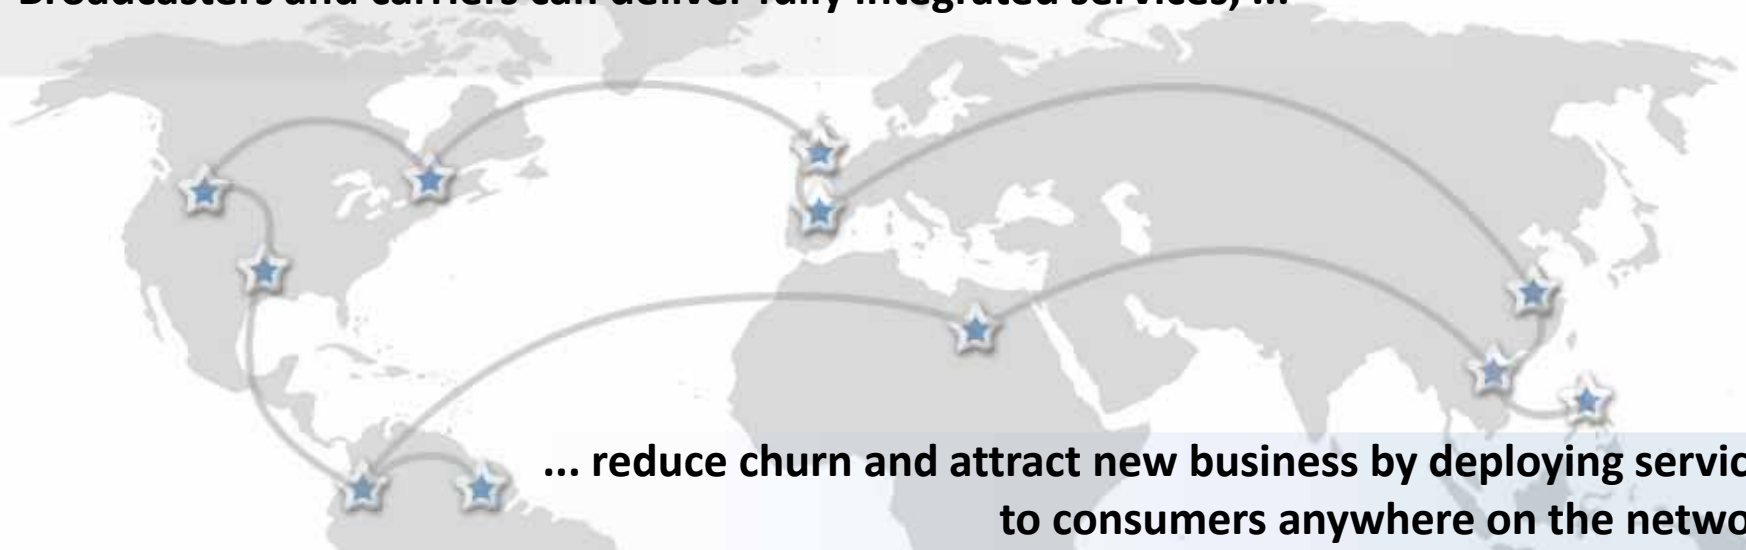 Broadcasters and carriers can deliver fully integrated services, ...
... reduce churn and attract new business by deploying servic
to consumers anywhere on the netwo